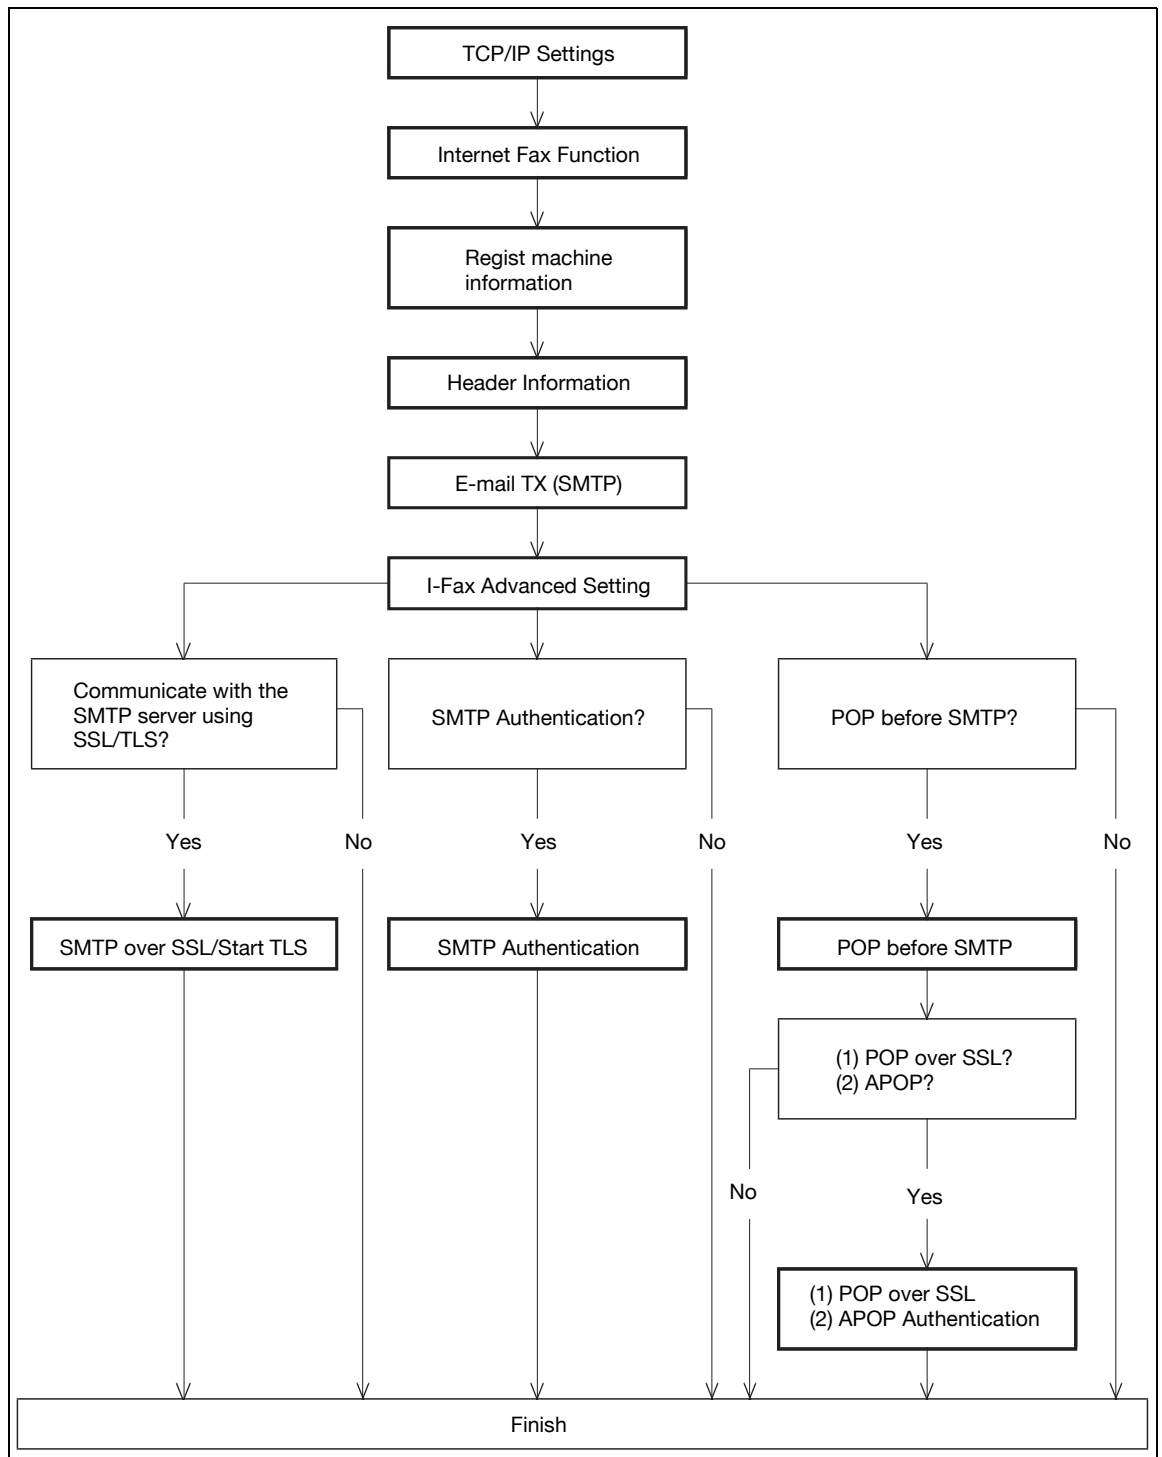 TCP/IP Settings
Internet Fax Function
Regist machine
information
Header Information
E-mail TX (SMTP)
I-Fax Advanced Setting
Communicate with the
SMTP server using
SSL/TLS?
SMTP Authentication?
POP before SMTP?
Yes
No
Yes
No
Yes
No
SMTP over SSL/Start TLS
SMTP Authentication
POP before SMTP
(1) POP over SSL?
(2) APOP?
No
Yes
(1) POP over SSL
(2) APOP Authentication
Finish